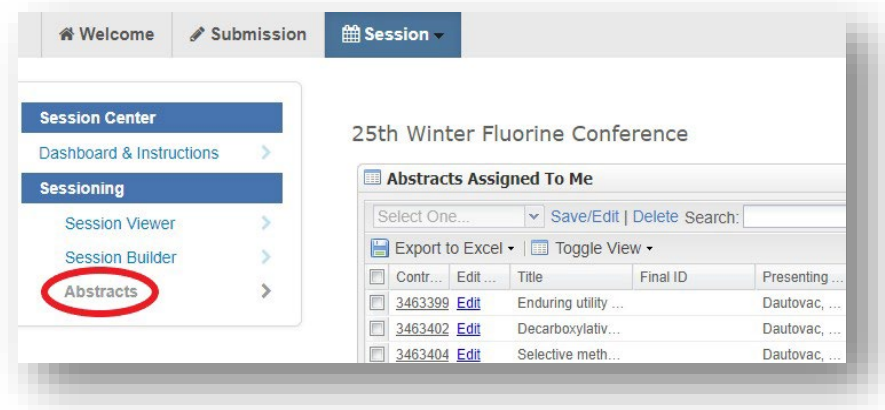 Welcome Submission Session
Session Center
Dashboard & Instructions
Sessioning
Session Viewer
Session Builder
Abstracts
25th Winter Fluorine Conference
Abstracts Assigned To Me
Select One... Save/Edit | Delete Search:
Export to Excel | Toggle View
Contr... Edit ... Title Final ID Presenting ...
3463399 Edit Enduring utility ... Dautovac, ...
3463402 Edit Decarboxylativ... Dautovac, ...
3463404 Edit Selective meth... Dautovac, ...